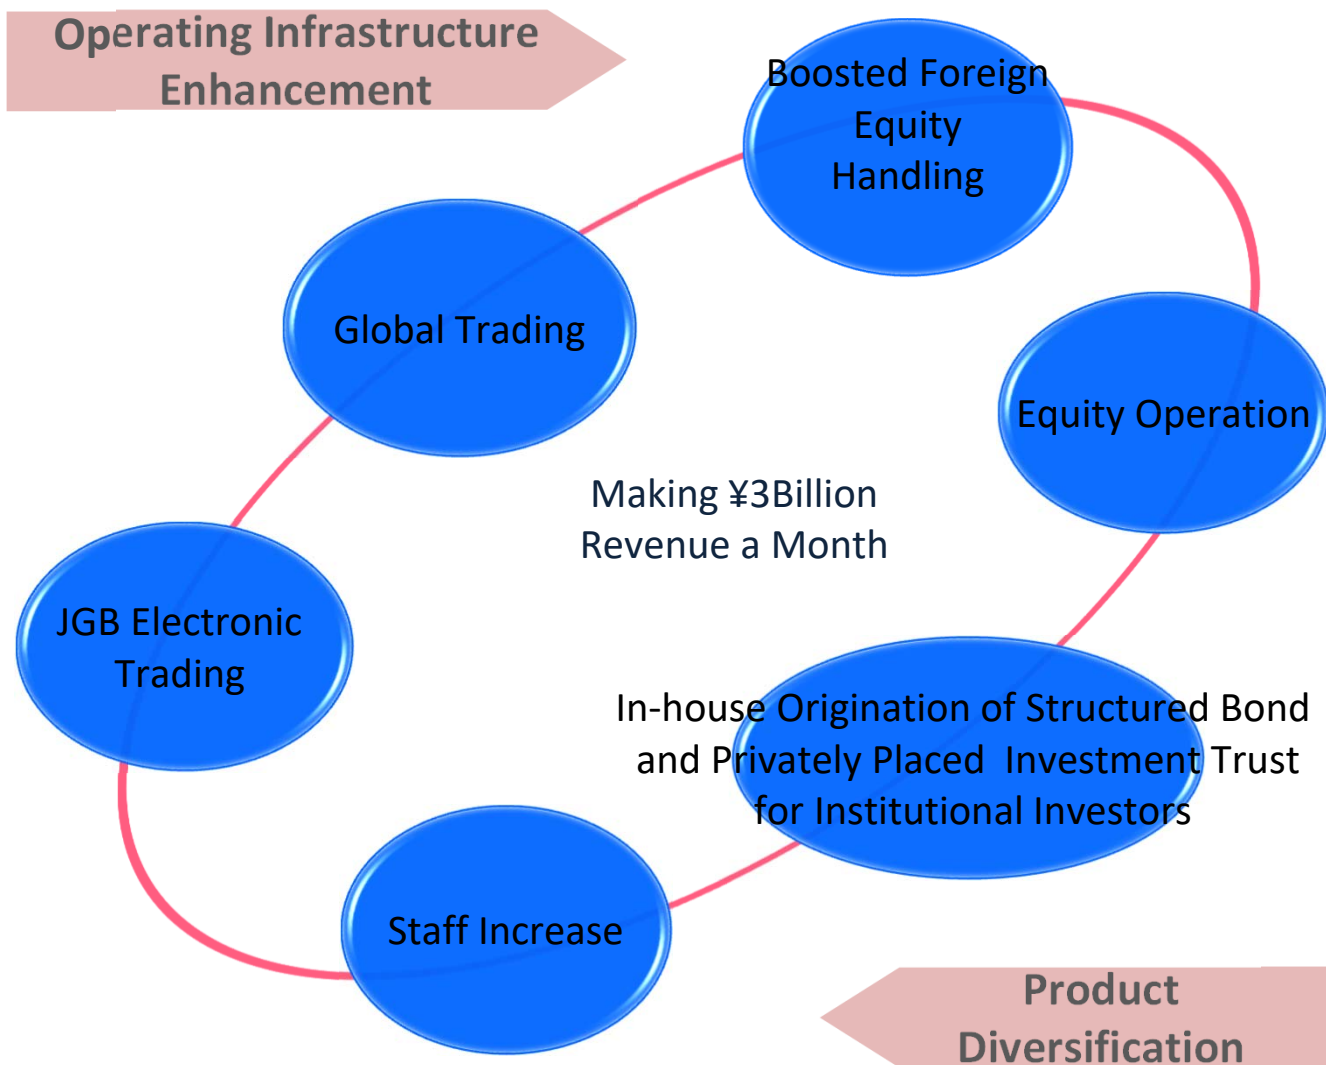 Operating Infrastructure
Enhancement
Boosted Foreign
Equity
Handling
Global Trading
Equity Operation
Making ¥3Billion
Revenue a Month
JGB Electronic
Trading
In-house Origination of Structured Bond
and Privately Placed  Investment Trust
for Institutional Investors
Staff Increase
Product
Diversification